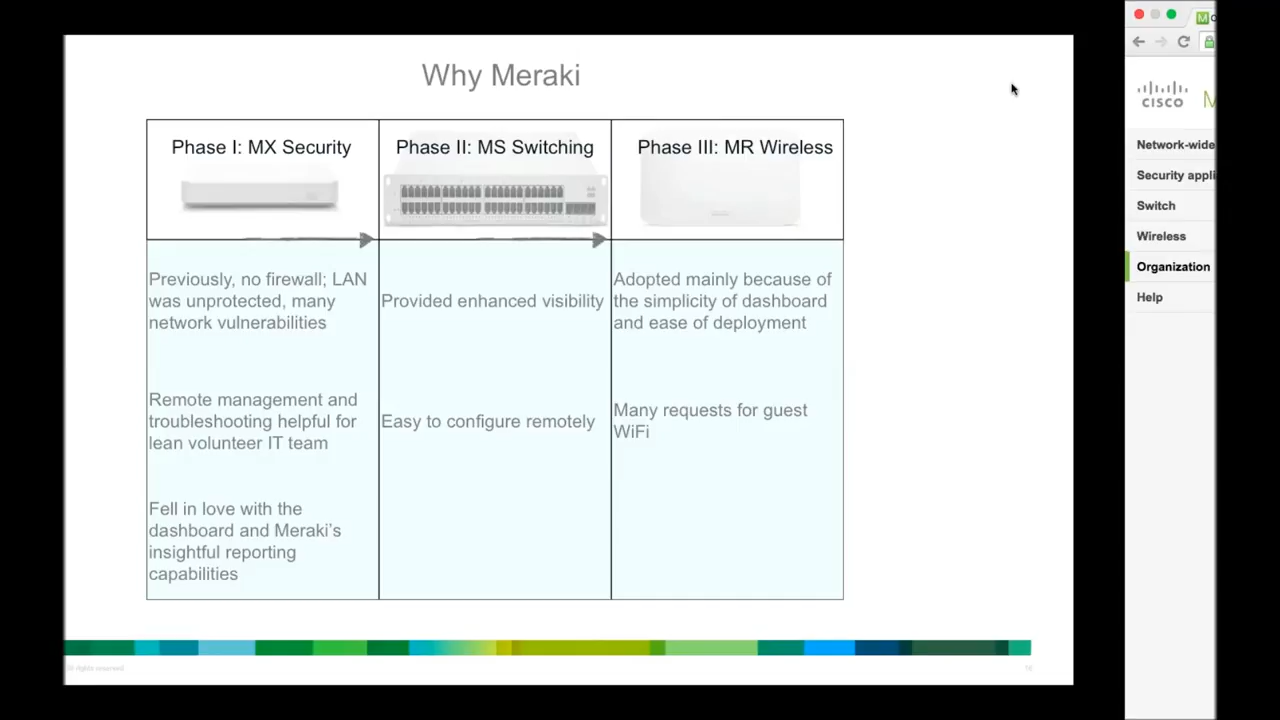 Why Meraki
Phase I: MX Security
Phase II: MS Switching
Phase III: MR Wireless
Previously, no firewall; LAN
was unprotected, many
network vulnerabilities
Provided enhanced visibility
Adopted mainly because of
the simplicity of dashboard
and ease of deployment
Remote management and
troubleshooting helpful for
lean volunteer IT team
Easy to configure remotely
Many requests for guest
WiFi
Fell in love with the
dashboard and Meraki’s
insightful reporting
capabilities
All rights reserved
CISCO M
Network-wide
Security appli
Switch
Wireless
Organization
Help